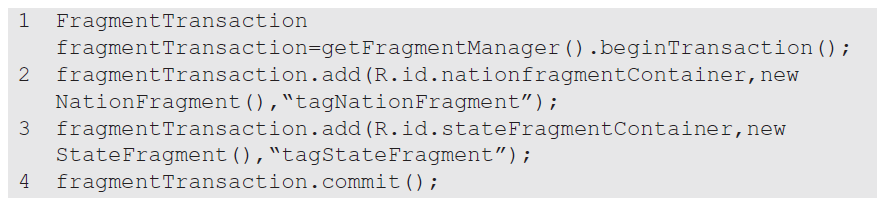 1 FragmentTransaction
fragmentTransaction=getFragmentManager().beginTransaction();
2 fragmentTransaction.add(R.id.nationfragmentContainer,new
NationFragment(),“tagNationFragment”);
3 fragmentTransaction.add(R.id.stateFragmentContainer,new
StateFragment(),“tagStateFragment”);
4 fragmentTransaction.commit();